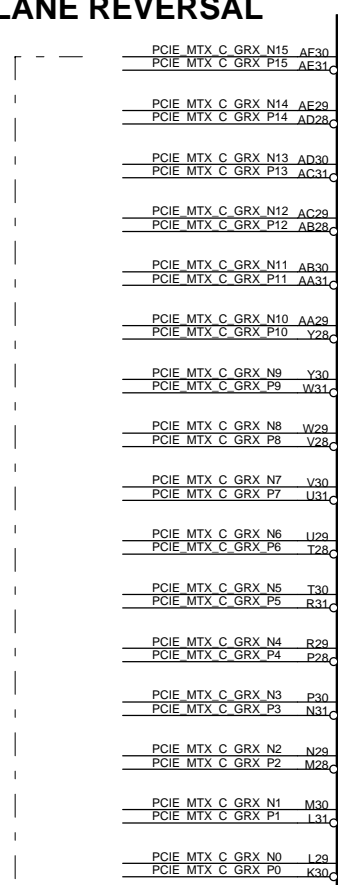 LANE REVERSAL
PCIE_MTX_C_GRX_N15 AF30
PCIE_MTX_C_GRX_P15 AE31
PCIE_MTX_C_GRX_N14 AE29
PCIE_MTX_C_GRX_P14 AD28
PCIE_MTX_C_GRX_N13 AD30
PCIE_MTX_C_GRX_P13 AC31
PCIE_MTX_C_GRX_N12 AC29
PCIE_MTX_C_GRX_P12 AB28
PCIE_MTX_C_GRX_N11 AB30
PCIE_MTX_C_GRX_P11 AA31
PCIE_MTX_C_GRX_N10 AA29
PCIE_MTX_C_GRX_P10 Y28
PCIE_MTX_C_GRX_N9 Y30
PCIE_MTX_C_GRX_P9 W31
PCIE_MTX_C_GRX_N8 W29
PCIE_MTX_C_GRX_P8 V28
PCIE_MTX_C_GRX_N7 V30
PCIE_MTX_C_GRX_P7 U31
PCIE_MTX_C_GRX_N6 U29
PCIE_MTX_C_GRX_P6 T28
PCIE_MTX_C_GRX_N5 T30
PCIE_MTX_C_GRX_P5 R31
PCIE_MTX_C_GRX_N4 R29
PCIE_MTX_C_GRX_P4 P28
PCIE_MTX_C_GRX_N3 P30
PCIE_MTX_C_GRX_P3 N31
PCIE_MTX_C_GRX_N2 N29
PCIE_MTX_C_GRX_P2 M28
PCIE_MTX_C_GRX_N1 M30
PCIE_MTX_C_GRX_P1 L31
PCIE_MTX_C_GRX_N0 L29
PCIE_MTX_C_GRX_P0 K30